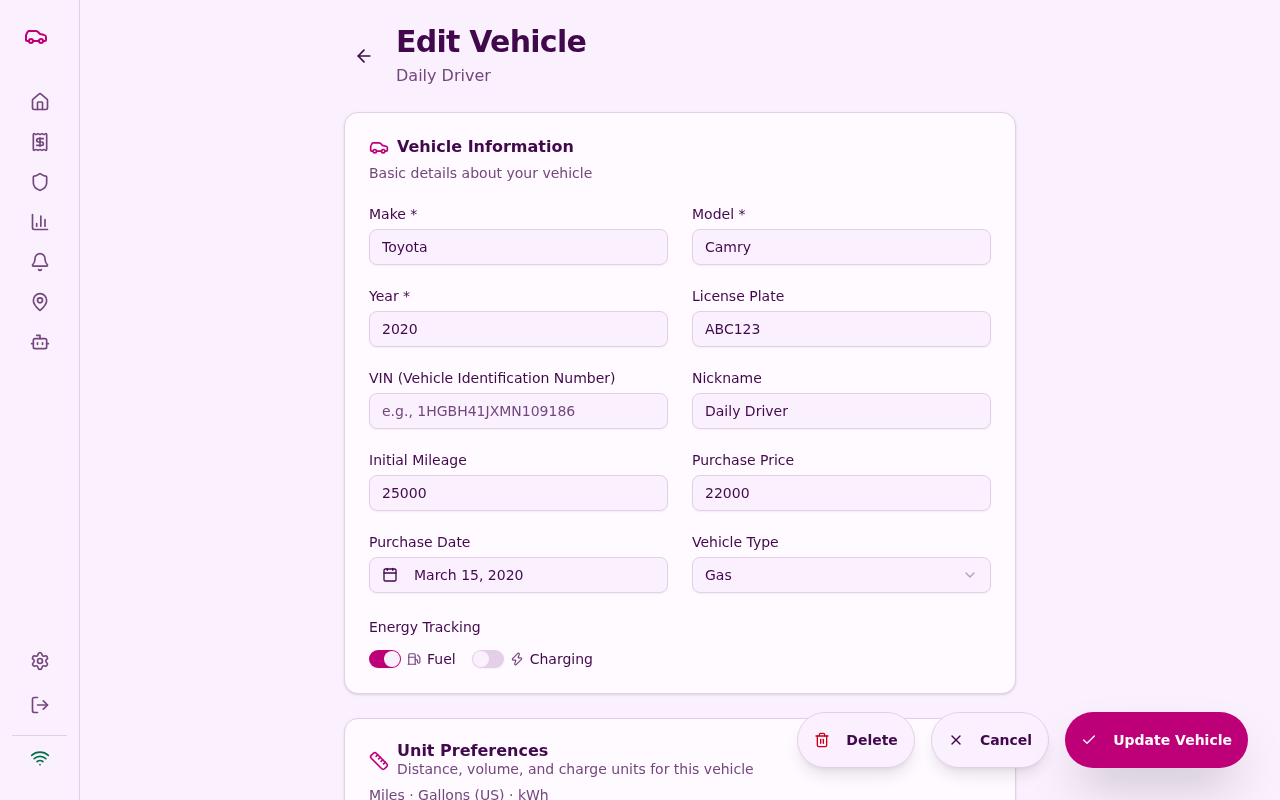 Edit Vehicle
Daily Driver
Vehicle Information
Basic details about your vehicle
Make *
Model *
Toyota
Camry
Year *
License Plate
2020
ABC123
VIN (Vehicle Identification Number)
Nickname
e.g., 1HGBH41JXMN109186
Daily Driver
Initial Mileage
Purchase Price
25000
22000
Purchase Date
Vehicle Type
March 15, 2020
Gas
Energy Tracking
Fuel
Charging
Unit Preferences
Distance, volume, and charge units for this vehicle
Miles · Gallons (US) · kWh
Delete
Cancel
Update Vehicle